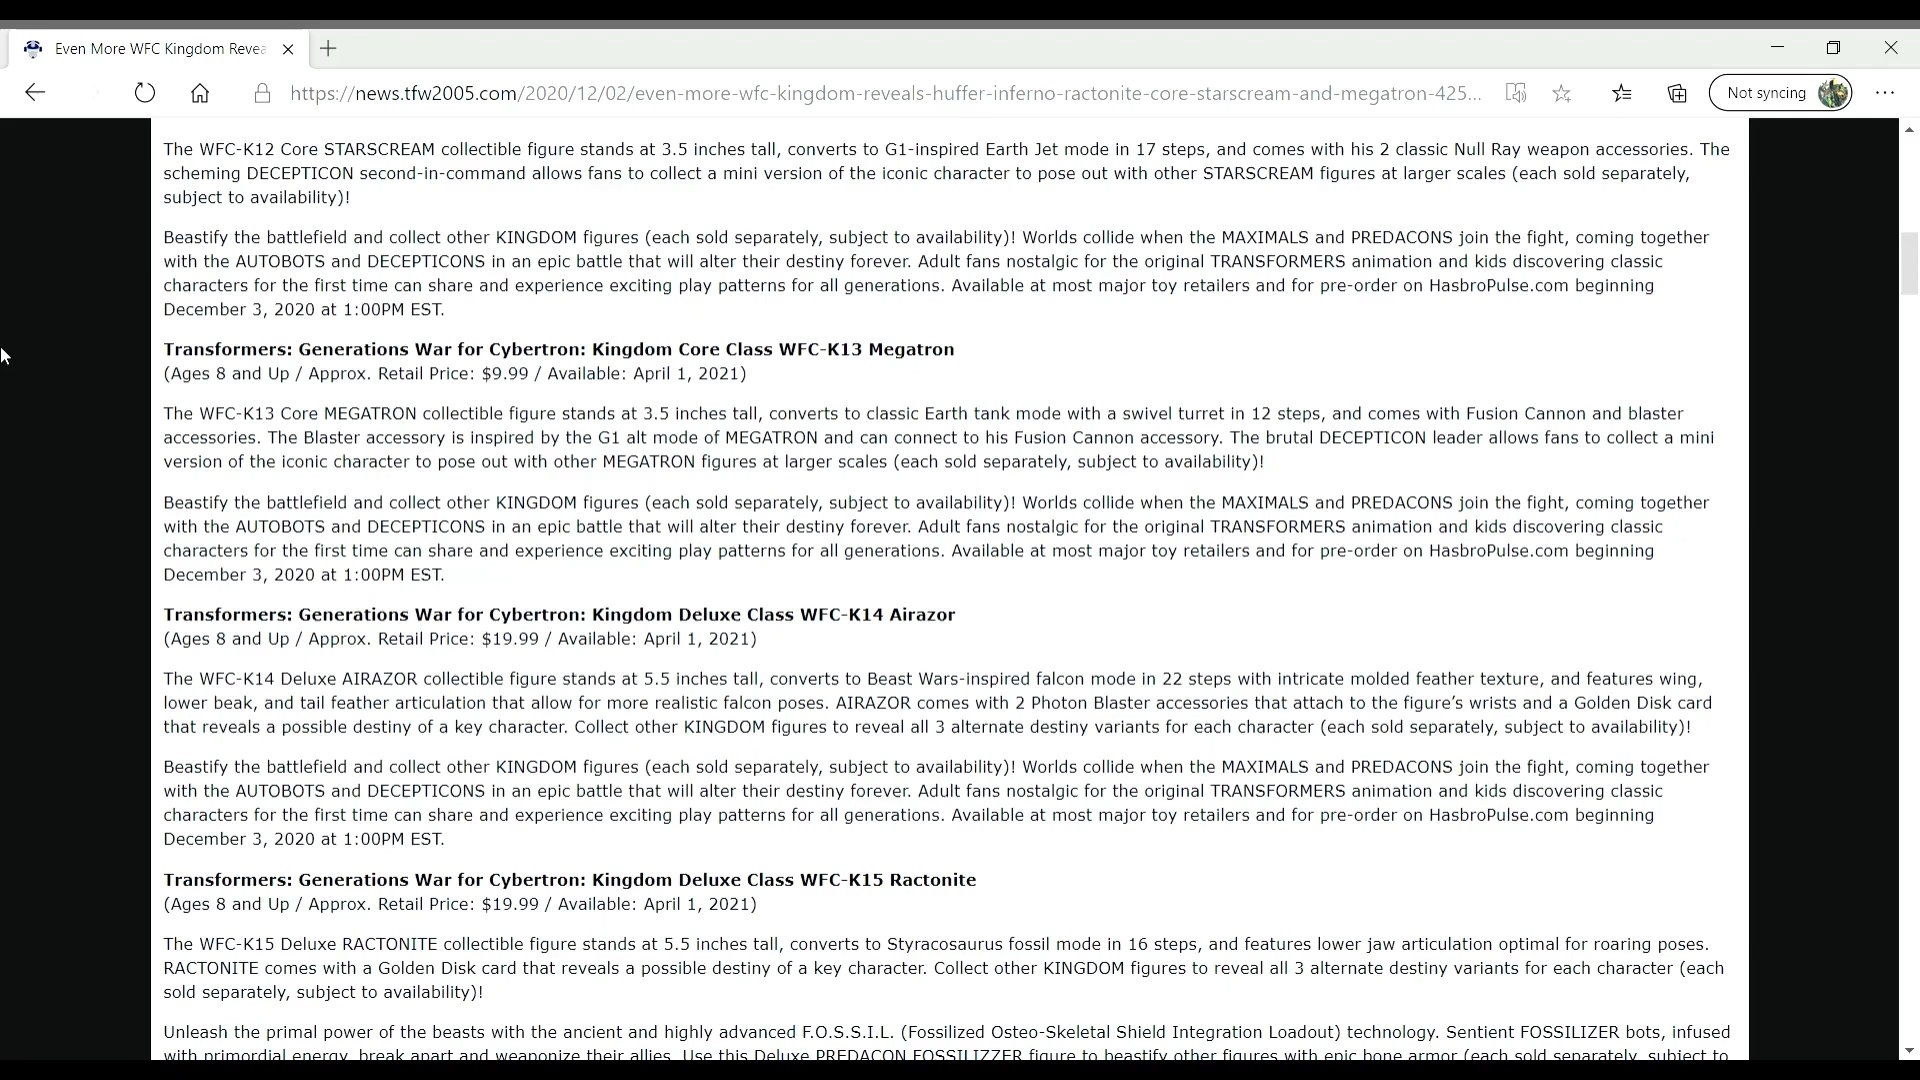 Even More WFC Kingdom Revea
Not syncing
https://news.tfw2005.com/2020/12/02/even-more-wfc-kingdom-reveals-huffer-inferno-ractonite-core-starscream-and-megatron-425...
The WFC-K12 Core STARSCREAM collectible figure stands at 3.5 inches tall, converts to G1-inspired Earth Jet mode in 17 steps, and comes with his 2 classic Null Ray weapon accessories. The
scheming DECEPTICON second-in-command allows fans to collect a mini version of the iconic character to pose out with other STARSCREAM figures at larger scales (each sold separately,
subject to availability)!
Beastify the battlefield and collect other KINGDOM figures (each sold separately, subject to availability)! Worlds collide when the MAXIMALS and PREDACONS join the fight, coming together
with the AUTOBOTS and DECEPTICONS in an epic battle that will alter their destiny forever. Adult fans nostalgic for the original TRANSFORMERS animation and kids discovering classic
characters for the first time can share and experience exciting play patterns for all generations. Available at most major toy retailers and for pre-order on HasbroPulse.com beginning
December 3, 2020 at 1:00PM EST.
Transformers: Generations War for Cybertron: Kingdom Core Class WFC-K13 Megatron
(Ages 8 and Up / Approx. Retail Price: $9.99 / Available: April 1, 2021)
The WFC-K13 Core MEGATRON collectible figure stands at 3.5 inches tall, converts to classic Earth tank mode with a swivel turret in 12 steps, and comes with Fusion Cannon and blaster
accessories. The Blaster accessory is inspired by the G1 alt mode of MEGATRON and can connect to his Fusion Cannon accessory. The brutal DECEPTICON leader allows fans to collect a mini
version of the iconic character to pose out with other MEGATRON figures at larger scales (each sold separately, subject to availability)!
Beastify the battlefield and collect other KINGDOM figures (each sold separately, subject to availability)! Worlds collide when the MAXIMALS and PREDACONS join the fight, coming together
with the AUTOBOTS and DECEPTICONS in an epic battle that will alter their destiny forever. Adult fans nostalgic for the original TRANSFORMERS animation and kids discovering classic
characters for the first time can share and experience exciting play patterns for all generations. Available at most major toy retailers and for pre-order on HasbroPulse.com beginning
December 3, 2020 at 1:00PM EST.
Transformers: Generations War for Cybertron: Kingdom Deluxe Class WFC-K14 Airazor
(Ages 8 and Up / Approx. Retail Price: $19.99 / Available: April 1, 2021)
The WFC-K14 Deluxe AIRAZOR collectible figure stands at 5.5 inches tall, converts to Beast Wars-inspired falcon mode in 22 steps with intricate molded feather texture, and features wing,
lower beak, and tail feather articulation that allow for more realistic falcon poses. AIRAZOR comes with 2 Photon Blaster accessories that attach to the figure's wrists and a Golden Disk card
that reveals a possible destiny of a key character. Collect other KINGDOM figures to reveal all 3 alternate destiny variants for each character (each sold separately, subject to availability)!
Beastify the battlefield and collect other KINGDOM figures (each sold separately, subject to availability)! Worlds collide when the MAXIMALS and PREDACONS join the fight, coming together
with the AUTOBOTS and DECEPTICONS in an epic battle that will alter their destiny forever. Adult fans nostalgic for the original TRANSFORMERS animation and kids discovering classic
characters for the first time can share and experience exciting play patterns for all generations. Available at most major toy retailers and for pre-order on HasbroPulse.com beginning
December 3, 2020 at 1:00PM EST.
Transformers: Generations War for Cybertron: Kingdom Deluxe Class WFC-K15 Ractonite
(Ages 8 and Up / Approx. Retail Price: $19.99 / Available: April 1, 2021)
The WFC-K15 Deluxe RACTONITE collectible figure stands at 5.5 inches tall, converts to Styracosaurus fossil mode in 16 steps, and features lower jaw articulation optimal for roaring poses.
RACTONITE comes with a Golden Disk card that reveals a possible destiny of a key character. Collect other KINGDOM figures to reveal all 3 alternate destiny variants for each character (each
sold separately, subject to availability)!
Unleash the primal power of the beasts with the ancient and highly advanced F.O.S.S.I.L. (Fossilized Osteo-Skeletal Shield Integration Loadout) technology. Sentient FOSSILIZER bots, infused
with primordial energy, break apart and weaponize their allies. Use this Deluxe PREDACON FOSSILIZZER figure to beastify other figures with epic bone armor (each sold separately, subject to